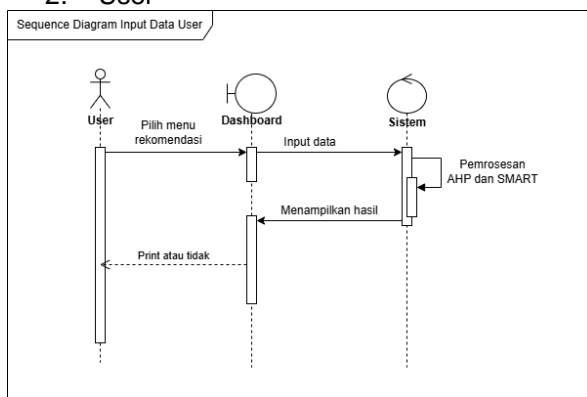 2. User
Sequence Diagram Input Data User
User
Dashboard
Sistem
Pilih menu
rekomendasi
Input data
Pemrosesan
AHP dan SMART
Menampilkan hasil
Print atau tidak